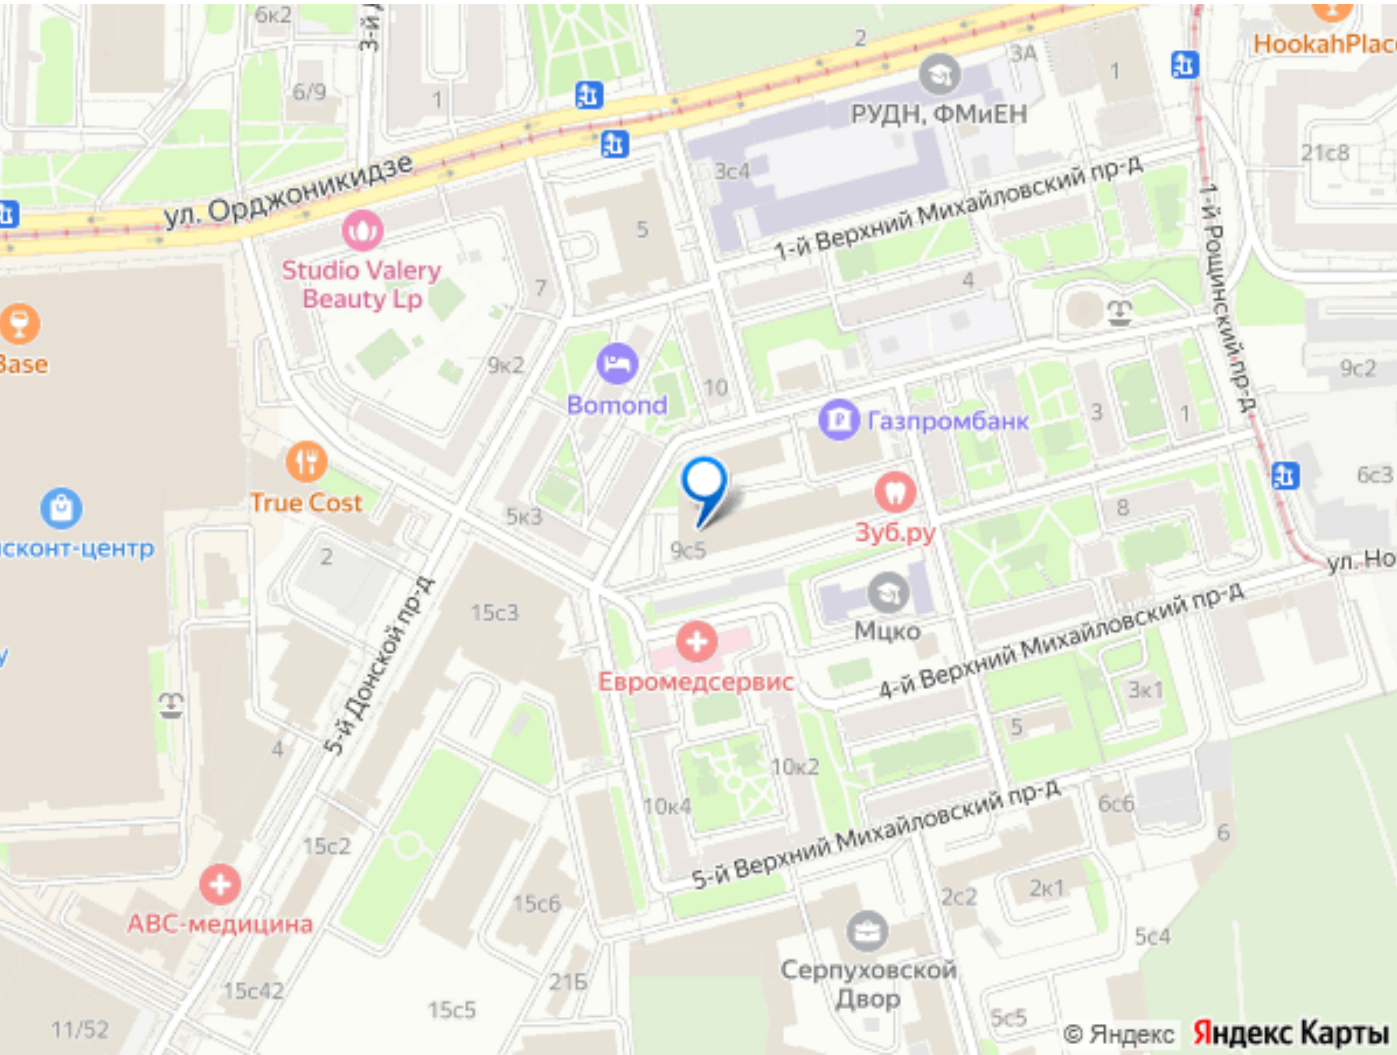 6к2
3-й
HookahPlac
2
3А
1
6/9
1
РУДН, ФМиЕН
21с8
3с4
ул. Орджоникидзе
1-й Верхний Михайловский пр-д
1-й Рощинский пр-д
5
Studio Valery
Beauty Lp
7
4
Base
9к2
9с2
10
Bomond
3
1
Газпромбанк
True Cost
6с3
8
5к3
Зуб.ру
сконт-центр
9с5
2
ул. Но
5-й Донской пр-д
15с3
Мцко
у
4-й Верхний Михайловский пр-д
Евромедсервис
3к1
5
4
10к2
10к4
5-й Верхний Михайловский пр-д
6с6
6
15с2
АВС-медицина
15с6
2с2
2к1
5с4
Серпуховской
Двор
21Б
15с42
15с5
5с5
11/52
© Яндекс Яндекс Карты